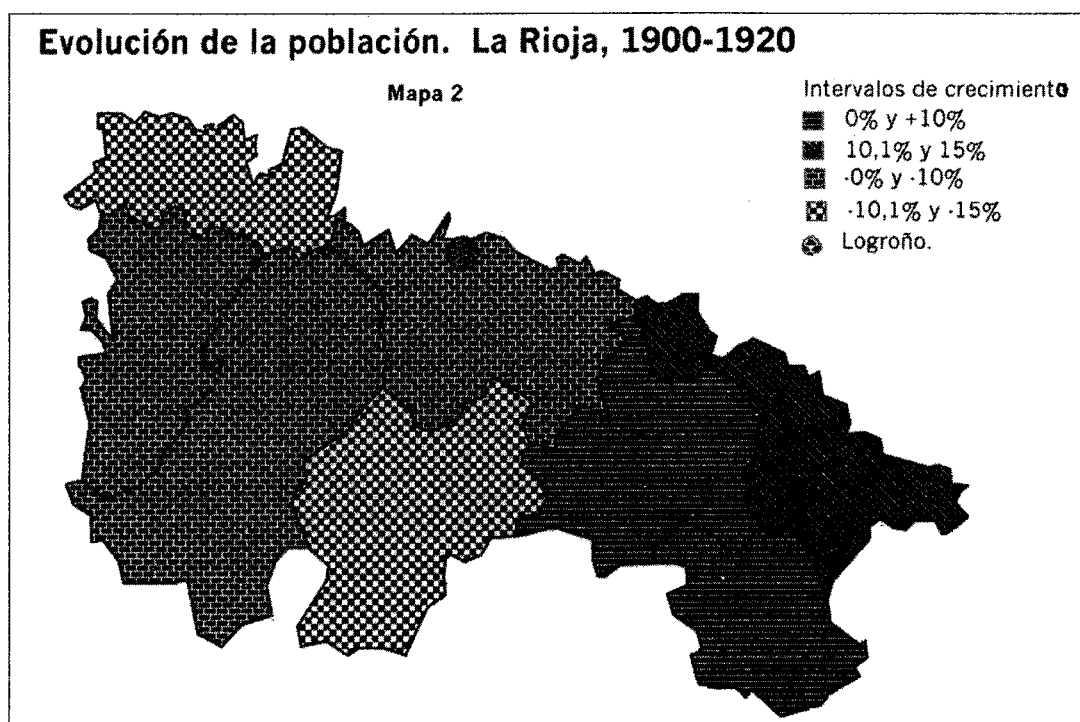 Evolución de la población. La Rioja, 1900-1920
Mapa 2
Intervalos de crecimiento
0% y +10%
10,1% y 15%
-0% y -10%
-10,1% y -15%
Logroño.